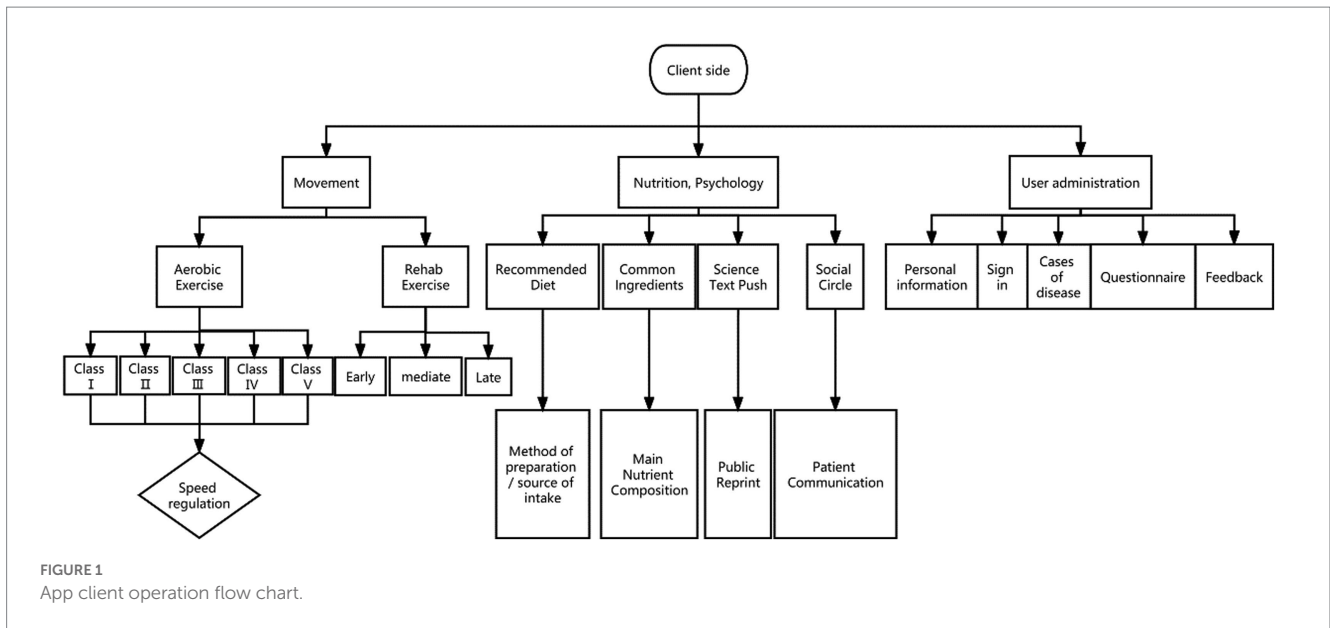 Client side
Movement
Nutrition, Psychology
User administration
Aerobic
Exercise
Rehab
Exercise
Recommended
Diet
Common
Ingredients
Science
Text Push
Social
Circle
Personal
information
Sign
in
Cases
of
disease
Questionnaire
Feedback
Class
I
Class
II
Class
III
Class
IV
Class
V
Early
mediate
Late
Method of
preparation
/ source of
intake
Main
Nutrient
Composition
Public
Reprint
Patient
Communication
Speed
regulation
FIGURE 1
App client operation flow chart.